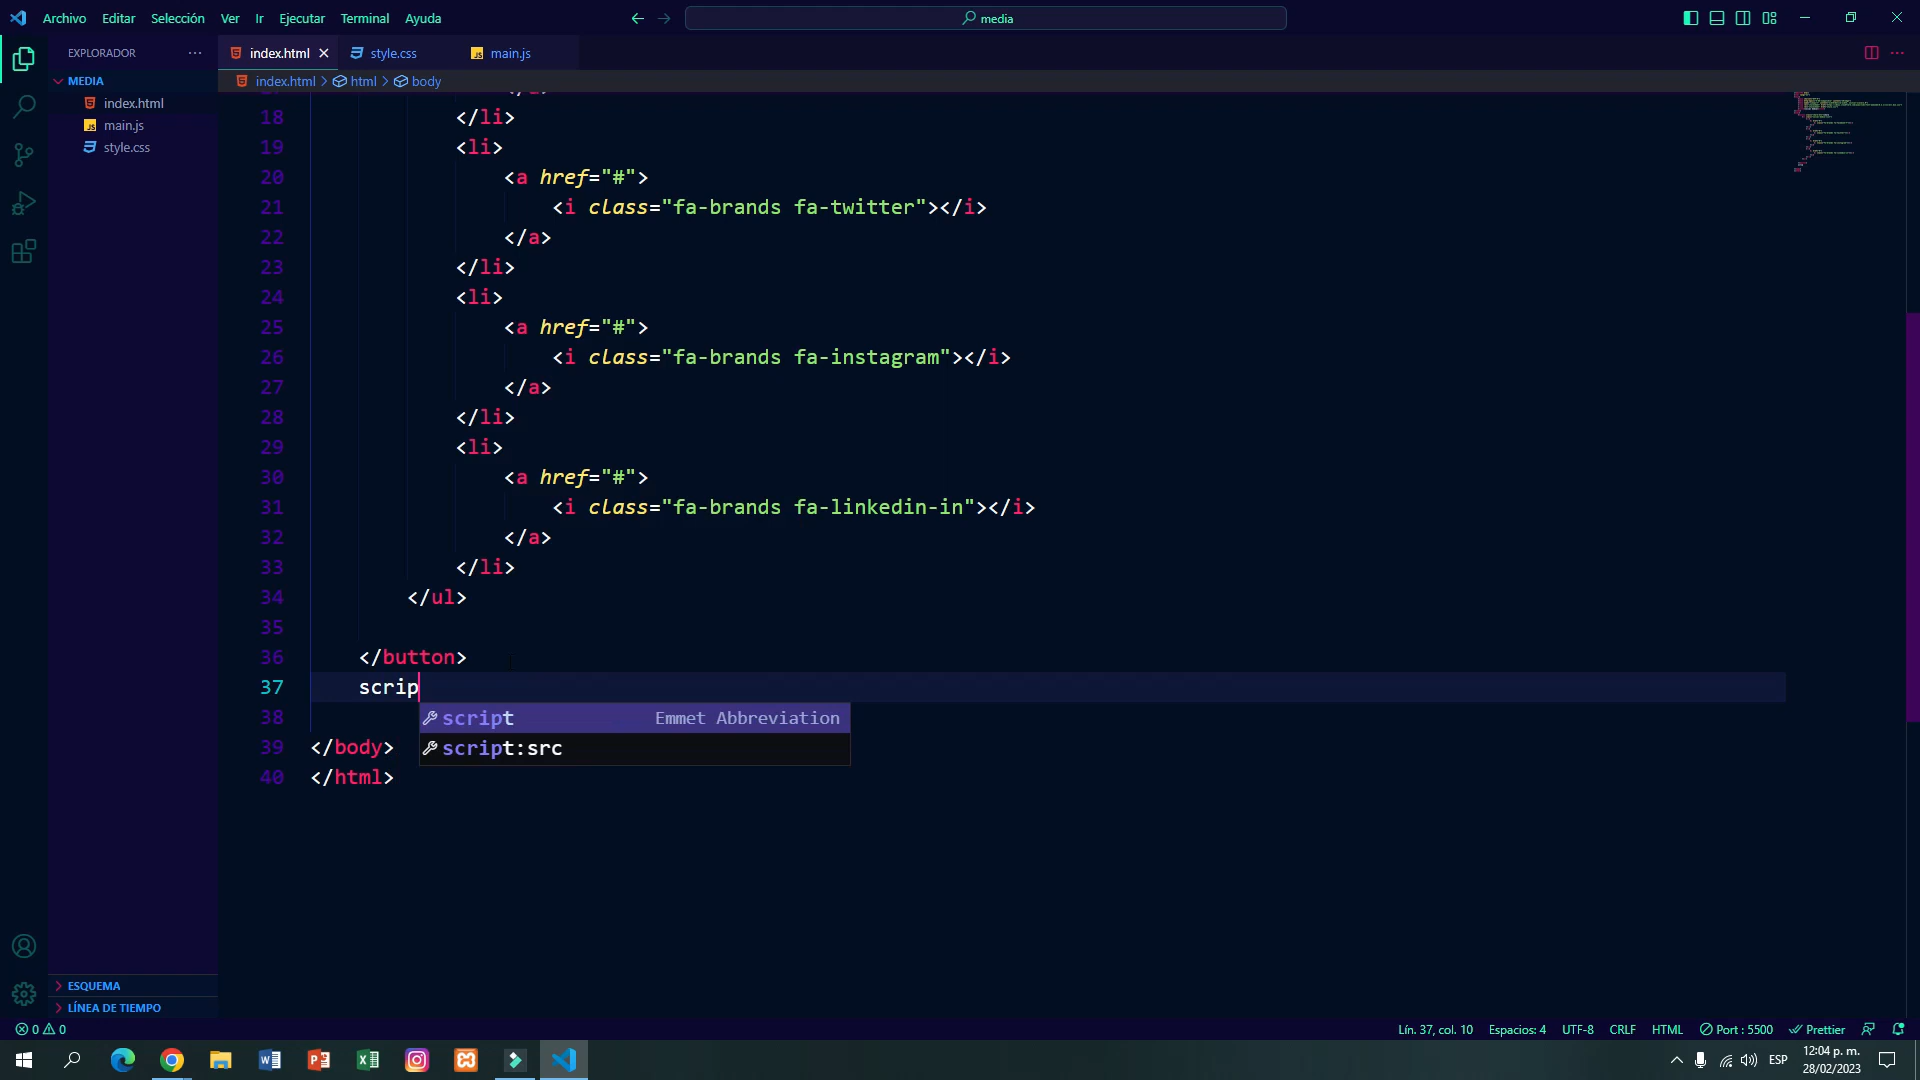 Archivo Editar Selección Ver Ir Ejecutar Terminal Ayuda
media
EXPLORADOR
index.html
style.css
main.js
MEDIA
index.html
main.js
style.css
index.html > html > body
18 </li>
19 <li>
20 <a href="#">
21 <i class="fa-brands fa-twitter"></i>
22 </a>
23 </li>
24 <li>
25 <a href="#">
26 <i class="fa-brands fa-instagram"></i>
27 </a>
28 </li>
29 <li>
30 <a href="#">
31 <i class="fa-brands fa-linkedin-in"></i>
32 </a>
33 </li>
34 </ul>
35
36 </button>
37 scrip
script Emmet Abbreviation
script:src
38
39 </body>
40 </html>
ESQUEMA
LÍNEA DE TIEMPO
0 0
Lín. 37, col. 10 Espacios: 4 UTF-8 CRLF HTML Port : 5500 Prettier
ESP
12:04 p. m.
28/02/2023